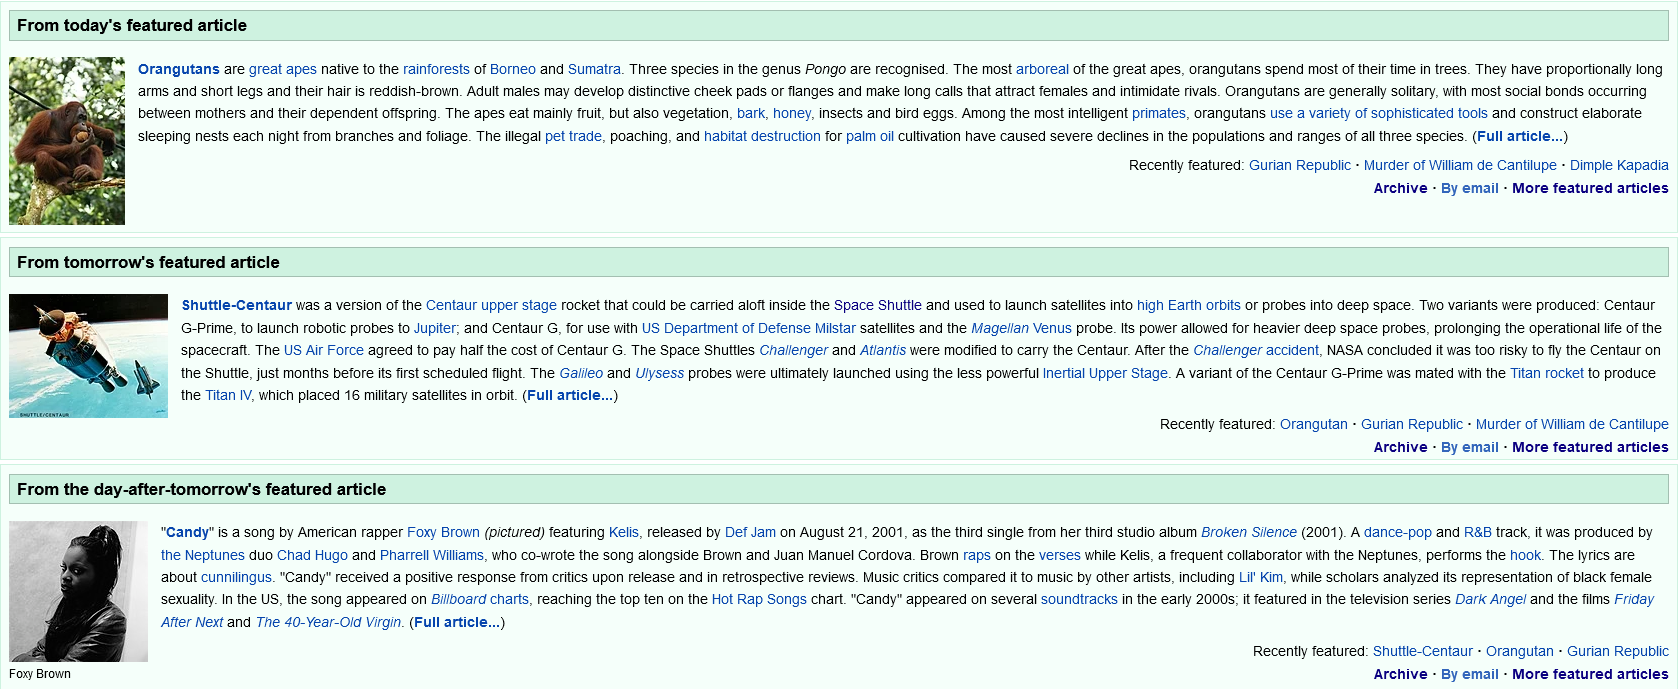 From today's featured article
Orangutans are great apes native to the rainforests of Borneo and Sumatra. Three species in the genus Pongo are recognised. The most arboreal of the great apes, orangutans spend most of their time in trees. They have proportionally long
arms and short legs and their hair is reddish-brown. Adult males may develop distinctive cheek pads or flanges and make long calls that attract females and intimidate rivals. Orangutans are generally solitary, with most social bonds occurring
between mothers and their dependent offspring. The apes eat mainly fruit, but also vegetation, bark, honey, insects and bird eggs. Among the most intelligent primates, orangutans use a variety of sophisticated tools and construct elaborate
sleeping nests each night from branches and foliage. The illegal pet trade, poaching, and habitat destruction for palm oil cultivation have caused severe declines in the populations and ranges of all three species. (Full article...)
Recently featured: Gurian Republic · Murder of William de Cantilupe · Dimple Kapadia
Archive · By email · More featured articles
From tomorrow's featured article
Shuttle-Centaur was a version of the Centaur upper stage rocket that could be carried aloft inside the Space Shuttle and used to launch satellites into high Earth orbits or probes into deep space. Two variants were produced: Centaur
G-Prime, to launch robotic probes to Jupiter; and Centaur G, for use with US Department of Defense Milstar satellites and the Magellan Venus probe. Its power allowed for heavier deep space probes, prolonging the operational life of the
spacecraft. The US Air Force agreed to pay half the cost of Centaur G. The Space Shuttles Challenger and Atlantis were modified to carry the Centaur. After the Challenger accident, NASA concluded it was too risky to fly the Centaur on
the Shuttle, just months before its first scheduled flight. The Galileo and Ulysess probes were ultimately launched using the less powerful Inertial Upper Stage. A variant of the Centaur G-Prime was mated with the Titan rocket to produce
the Titan IV, which placed 16 military satellites in orbit. (Full article...)
SHUTTLE/CENTAUR
Recently featured: Orangutan · Gurian Republic · Murder of William de Cantilupe
Archive · By email · More featured articles
From the day-after-tomorrow's featured article
"Candy" is a song by American rapper Foxy Brown (pictured) featuring Kelis, released by Def Jam on August 21, 2001, as the third single from her third studio album Broken Silence (2001). A dance-pop and R&B track, it was produced by
the Neptunes duo Chad Hugo and Pharrell Williams, who co-wrote the song alongside Brown and Juan Manuel Cordova. Brown raps on the verses while Kelis, a frequent collaborator with the Neptunes, performs the hook. The lyrics are
about cunnilingus. "Candy" received a positive response from critics upon release and in retrospective reviews. Music critics compared it to music by other artists, including Lil' Kim, while scholars analyzed its representation of black female
sexuality. In the US, the song appeared on Billboard charts, reaching the top ten on the Hot Rap Songs chart. "Candy" appeared on several soundtracks in the early 2000s; it featured in the television series Dark Angel and the films Friday
After Next and The 40-Year-Old Virgin. (Full article...)
Recently featured: Shuttle-Centaur · Orangutan · Gurian Republic
Foxy Brown
Archive · By email · More featured articles